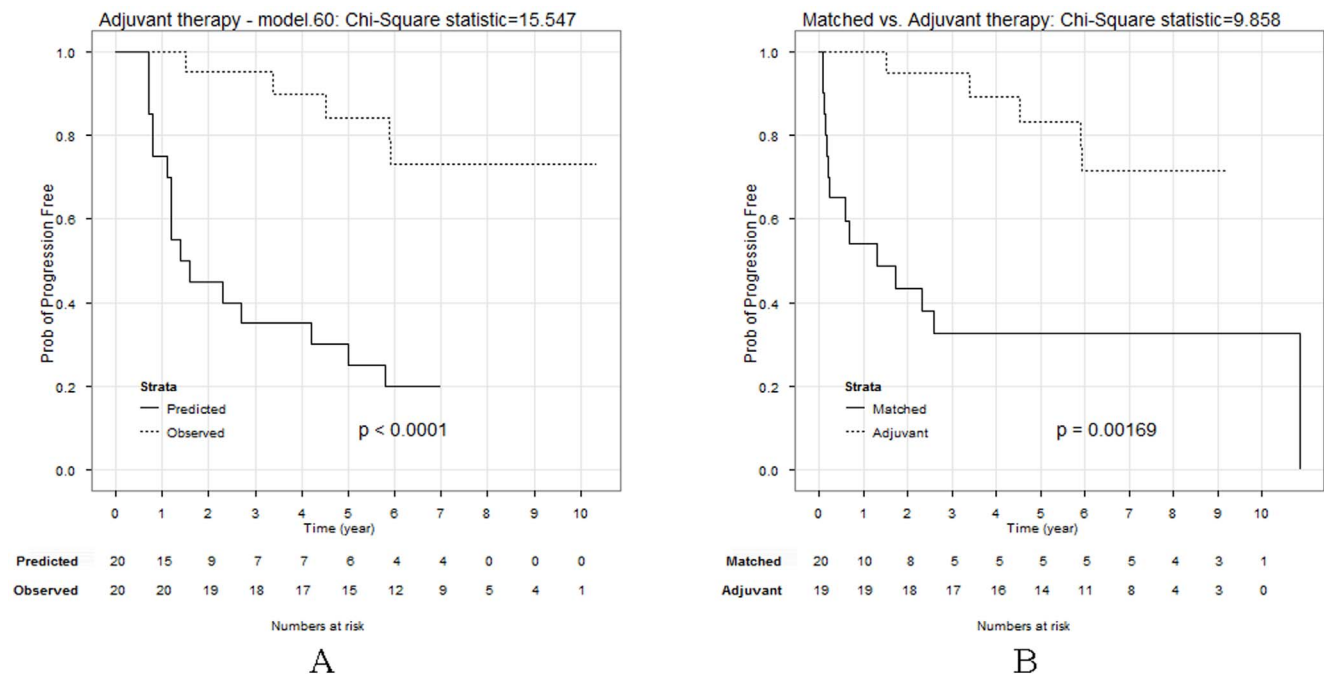 Adjuvant therapy - model.60: Chi-Square statistic=15.547
Prob of Progression Free
1.0
0.8
0.6
0.4
0.2
0.0
Strata
Predicted
Observed
p < 0.0001
0 1 2 3 4 5 6 7 8 9 10
Time (year)
Predicted 20 15 9 7 7 6 4 4 0 0 0
Observed 20 20 19 18 17 15 12 9 5 4 1
Numbers at risk
A
Matched vs. Adjuvant therapy: Chi-Square statistic=9.858
Prob of Progression Free
1.0
0.8
0.6
0.4
0.2
0.0
Strata
Matched
Adjuvant
p = 0.00169
0 1 2 3 4 5 6 7 8 9 10
Time (year)
Matched 20 10 8 5 5 5 5 5 4 3 1
Adjuvant 19 19 18 17 16 14 11 8 4 3 0
Numbers at risk
B